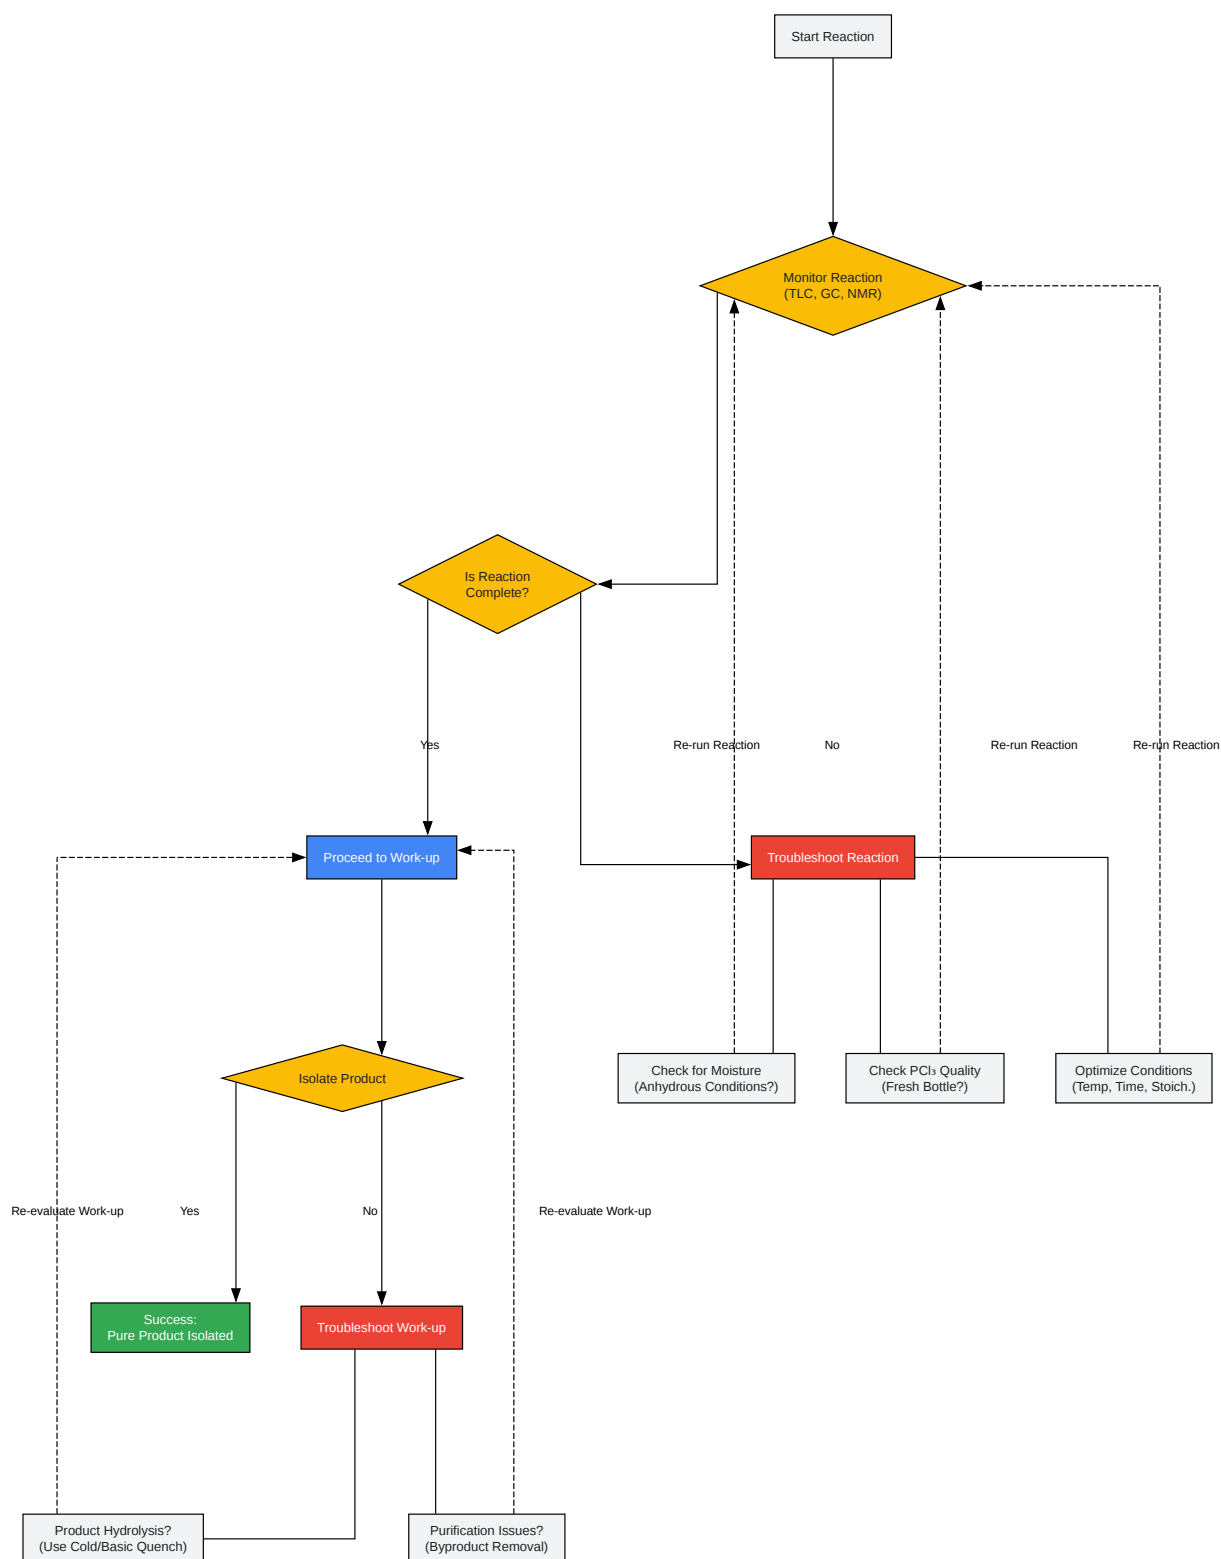 Start Reaction
Monitor Reaction
(TLC, GC, NMR)
Is Reaction
Complete?
Yes
Re-run Reaction
No
Re-run Reaction
Re-run Reaction
Proceed to Work-up
Troubleshoot Reaction
Isolate Product
Check for Moisture
(Anhydrous Conditions?)
Check PCl₃ Quality
(Fresh Bottle?)
Optimize Conditions
(Temp, Time, Stoich.)
Re-evaluate Work-up
Yes
No
Re-evaluate Work-up
Success:
Pure Product Isolated
Troubleshoot Work-up
Product Hydrolysis?
(Use Cold/Basic Quench)
Purification Issues?
(Byproduct Removal)